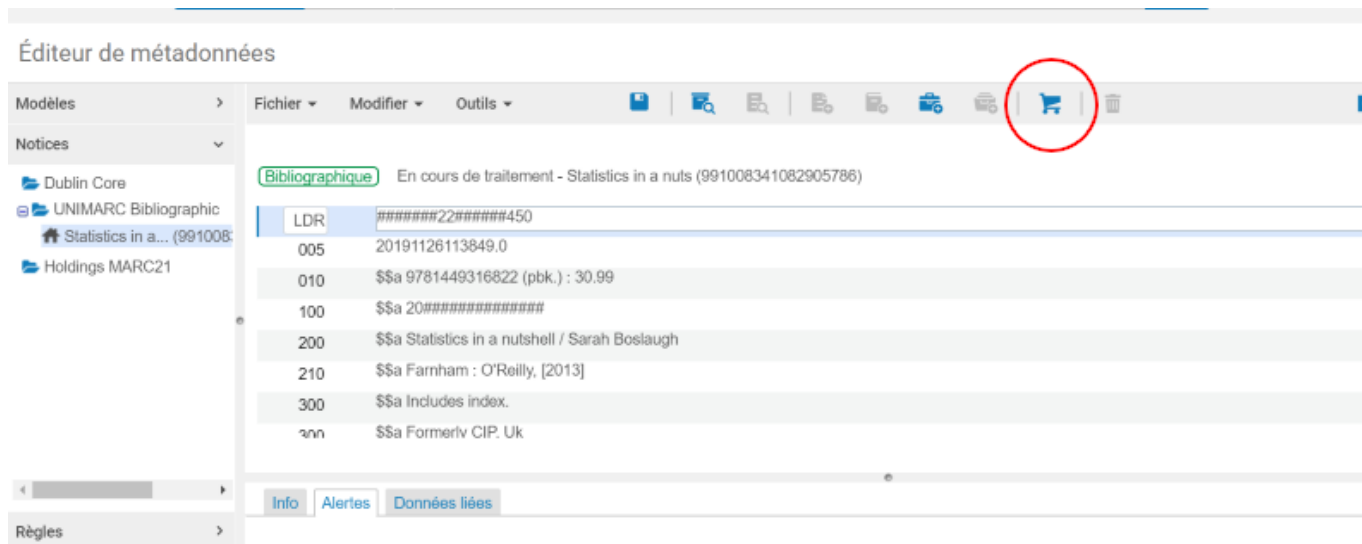 Éditeur de métadonnées
Modèles
Fichier Modifier Outils
Notices
Dublin Core
UNIMARC Bibliographic
Statistics in a... (991008
Holdings MARC21
Règles
Bibliographique En cours de traitement - Statistics in a nuts (991008341082905786)
LDR #######22######450
005 20191126113849.0
010 $$a 9781449316822 (pbk.) : 30.99
100 $$a 20##############
200 $$a Statistics in a nutshell / Sarah Boslaugh
210 $$a Farnham : O'Reilly, [2013]
300 $$a Includes index.
300 $$a Formerly CIP. Uk
Info Alertes Données liées